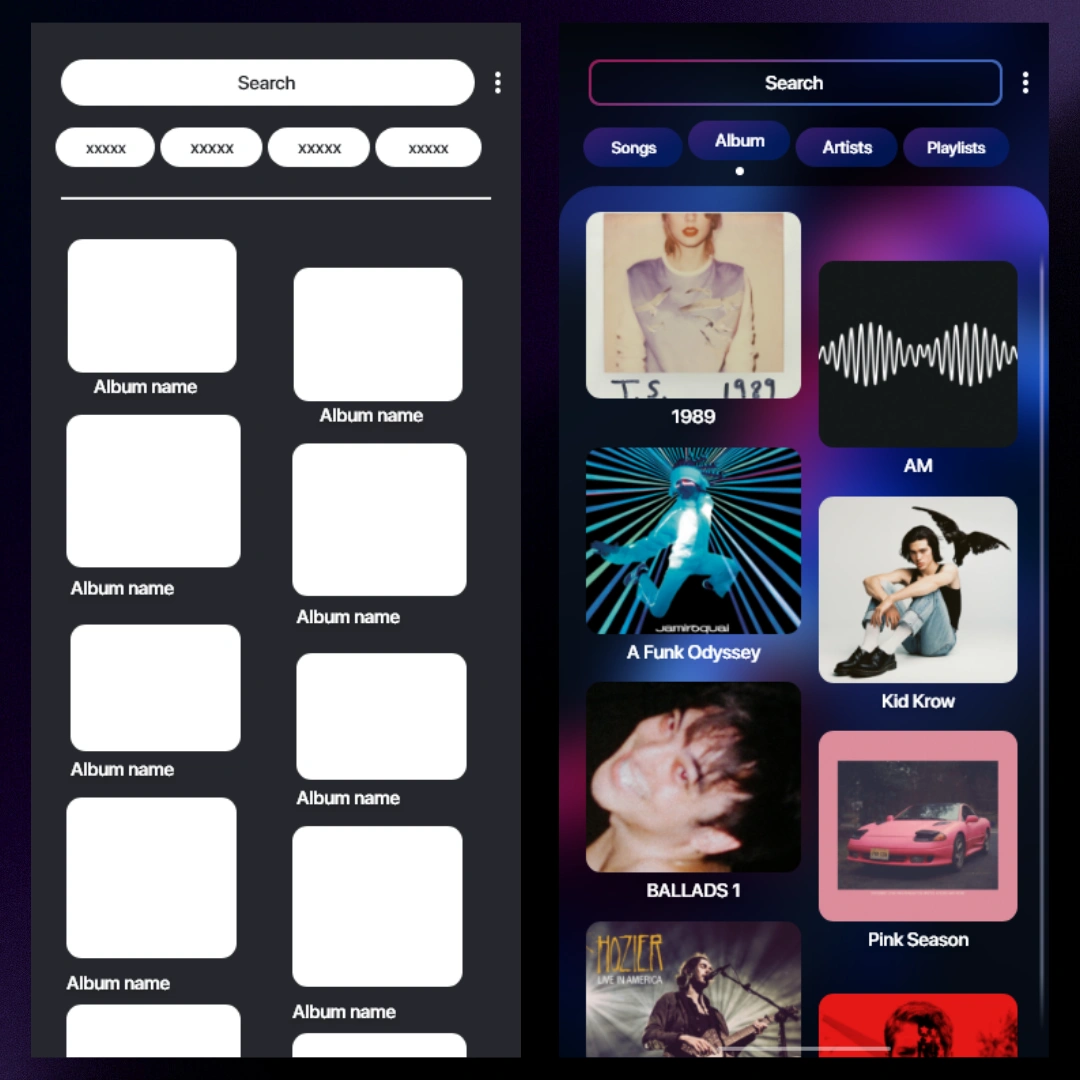 Search
xxxxx xxxxx xxxxx xxxxx
Album name
Album name
Album name
Album name
Album name
Album name
Album name
Album name
Search
Songs Album Artists Playlists
T.S. 1989
1989
AM
Jamiroquai
A Funk Odyssey
Kid Krow
BALLADS 1
Pink Season
HOZIER
LIVE IN AMERICA